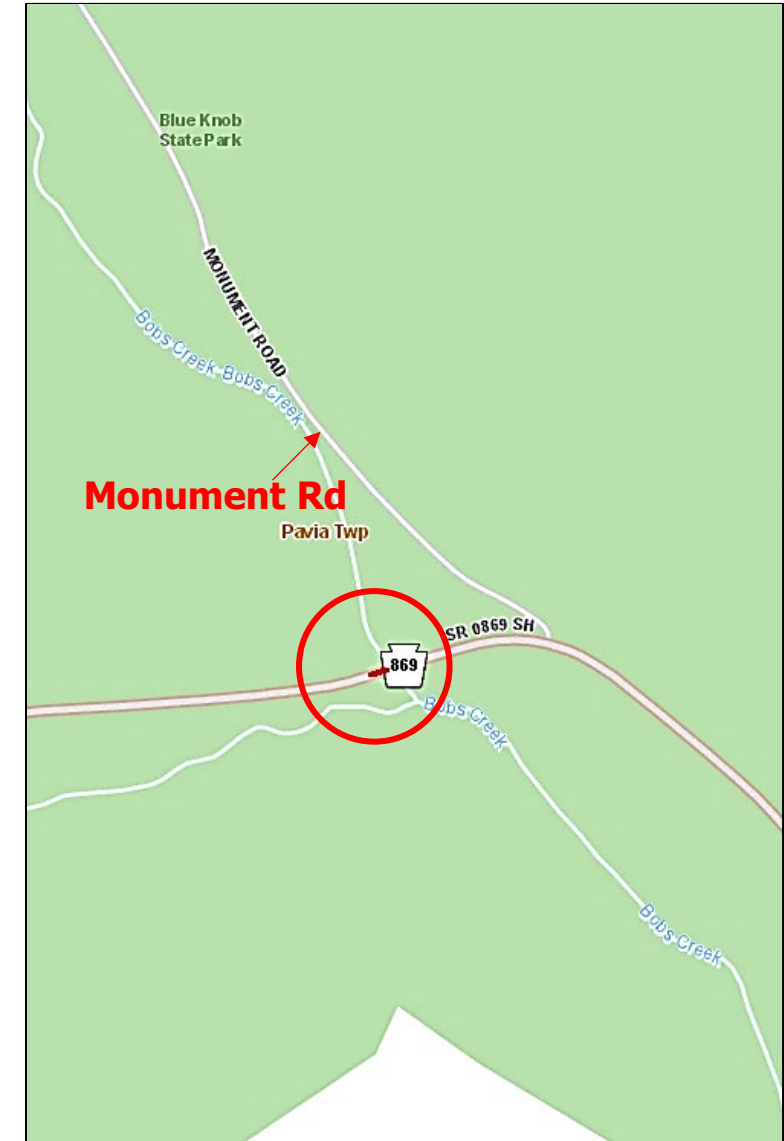 Blue Knob
State Park
MONUMENT ROAD
Bobs Creek Bobs Creek
Monument Rd
Pavia Twp
SR 0869 SH
869
Bobs Creek
Bobs Creek